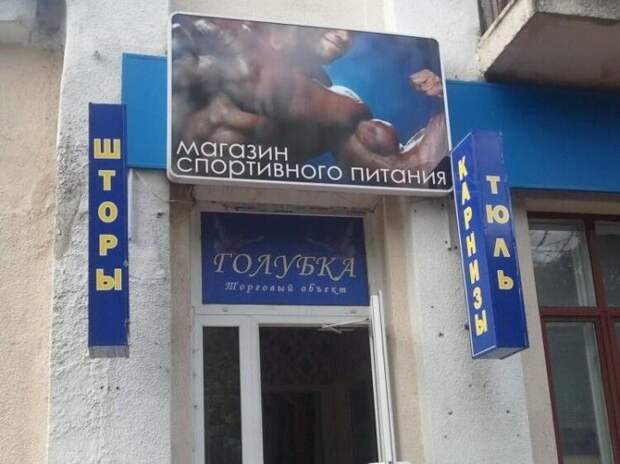 магазин
спортивного питания
ШТОРЫ
ГОЛУБКА
Торговый объект
КАРНИЗЫ
ТЮЛЬ